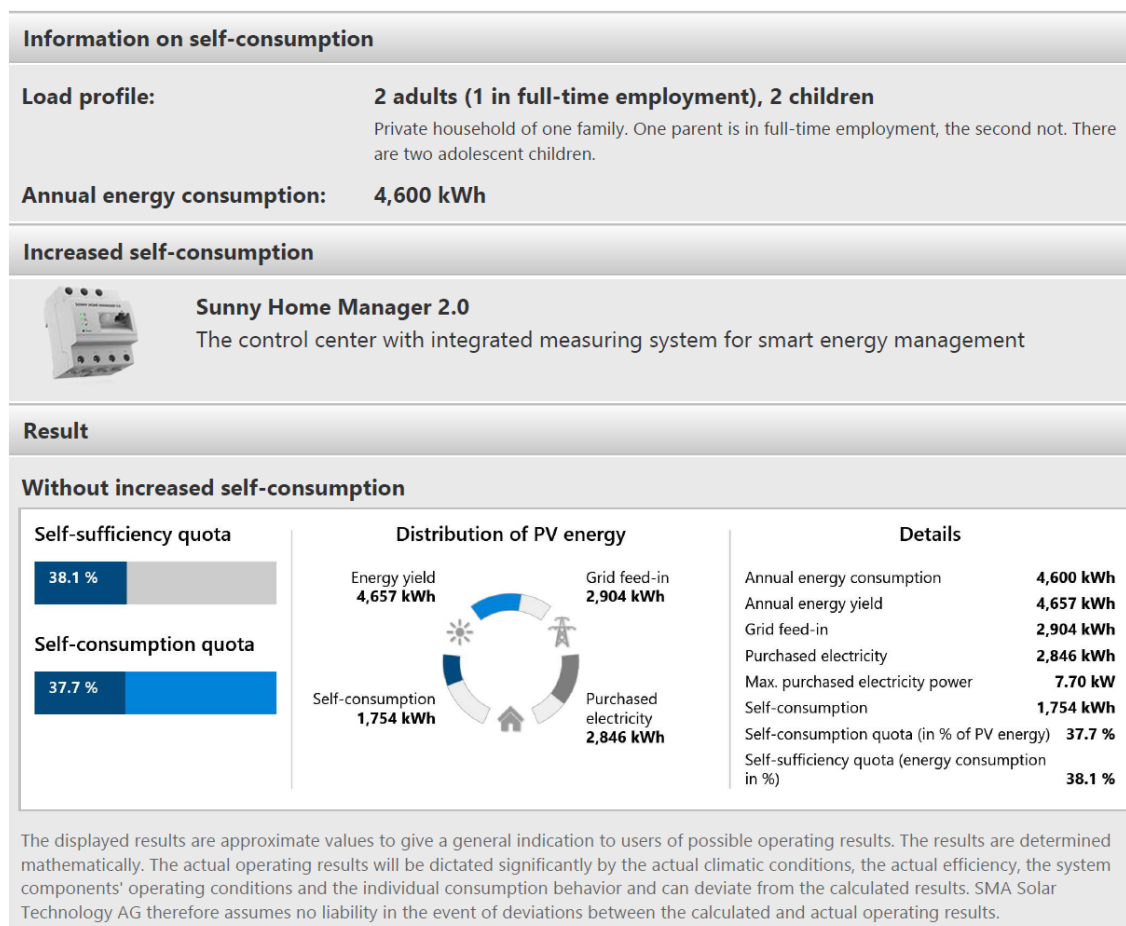 Information on self-consumption
Load profile:
2 adults (1 in full-time employment), 2 children
Private household of one family. One parent is in full-time employment, the second not. There
are two adolescent children.
Annual energy consumption:
4,600 kWh
Increased self-consumption
SUNNY HOME MANAGER 2.0
Sunny Home Manager 2.0
The control center with integrated measuring system for smart energy management
Result
Without increased self-consumption
Self-sufficiency quota
38.1 %
Self-consumption quota
37.7 %
Distribution of PV energy
Energy yield
4,657 kWh
Grid feed-in
2,904 kWh
Self-consumption
1,754 kWh
Purchased
electricity
2,846 kWh
Details
Annual energy consumption 4,600 kWh
Annual energy yield 4,657 kWh
Grid feed-in 2,904 kWh
Purchased electricity 2,846 kWh
Max. purchased electricity power 7.70 kW
Self-consumption 1,754 kWh
Self-consumption quota (in % of PV energy) 37.7 %
Self-sufficiency quota (energy consumption
in %) 38.1 %
The displayed results are approximate values to give a general indication to users of possible operating results. The results are determined
mathematically. The actual operating results will be dictated significantly by the actual climatic conditions, the actual efficiency, the system
components' operating conditions and the individual consumption behavior and can deviate from the calculated results. SMA Solar
Technology AG therefore assumes no liability in the event of deviations between the calculated and actual operating results.